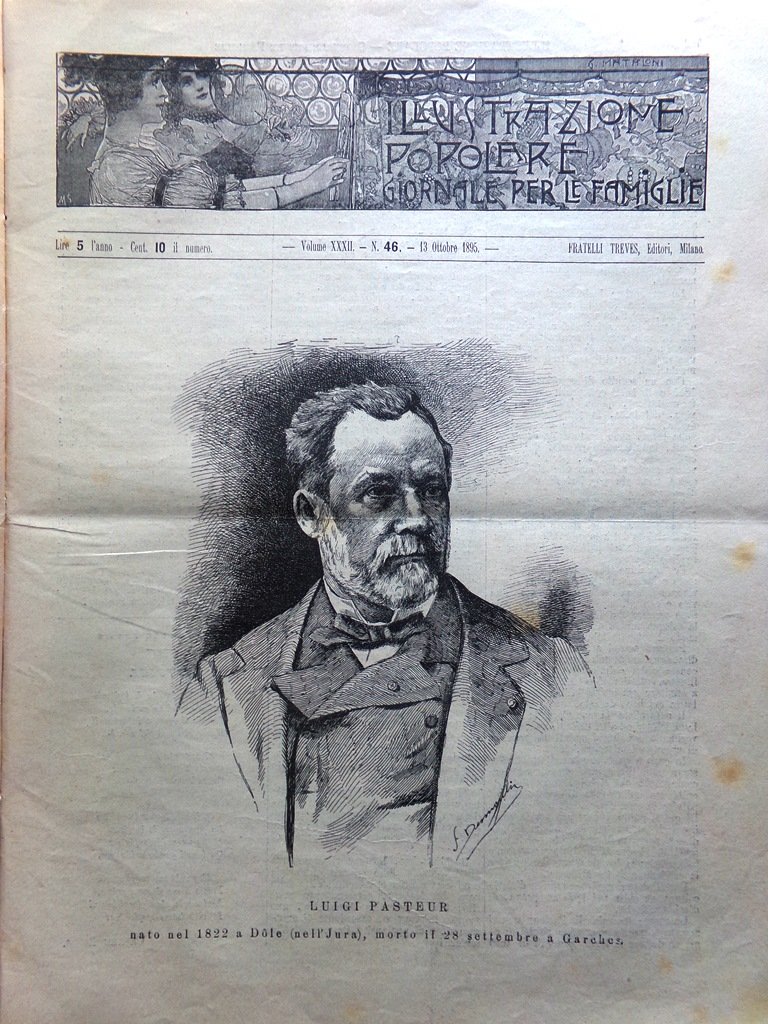 G. MATALONI
ILLUSTRAZIONE
POPOLARE
GIORNALE PER LE FAMIGLIE
Lire 5 l'anno - Cent. 10 il numero. — Volume XXXII. – N. 46. – 13 Ottobre 1895. — FRATELLI TREVES, Editori, Milano.
LUIGI PASTEUR
nato nel 1822 a Dôle (nell'Jura), morto il 28 settembre a Garches.